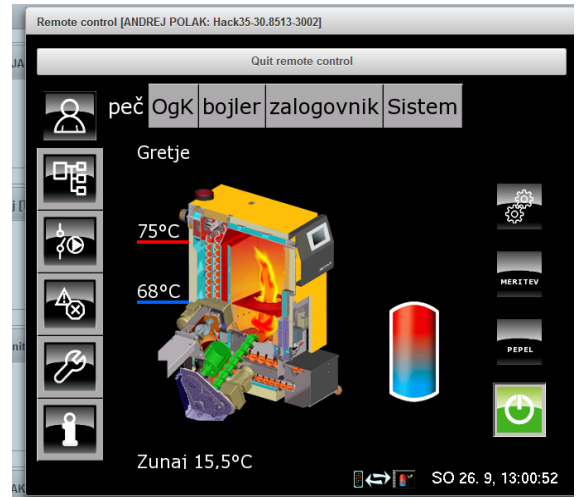 Remote control [ANDREJ POLAK: Hack35-30.8513-3002]
Quit remote control
peč OgK bojler zalogovnik Sistem
Gretje
75°C
68°C
MERITEV
PEPEL
Zunaj 15,5°C
SO 26. 9, 13:00:52